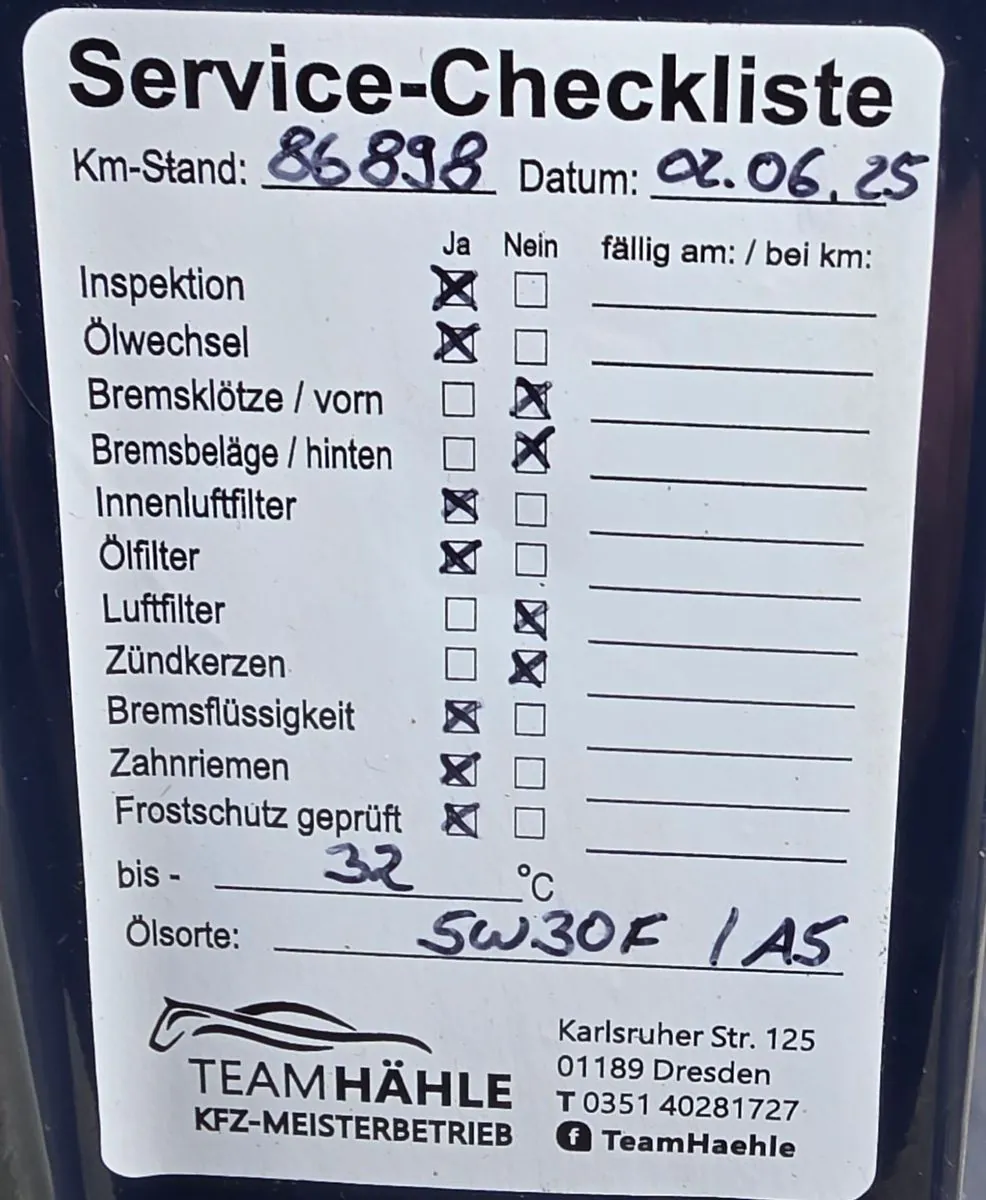 Service-Checkliste
Km-Stand: 86898 Datum: 02.06.25
Ja Nein fällig am: / bei km:
Inspektion
Ölwechsel
Bremsklötze / vorn
Bremsbeläge / hinten
Innenluftfilter
Ölfilter
Luftfilter
Zündkerzen
Bremsflüssigkeit
Zahnriemen
Frostschutz geprüft
bis - 32 °C
Ölsorte: 5W30F / A5
TEAM HÄHLE
KFZ-MEISTERBETRIEB
Karlsruher Str. 125
01189 Dresden
T 0351 40281727
f TeamHaehle